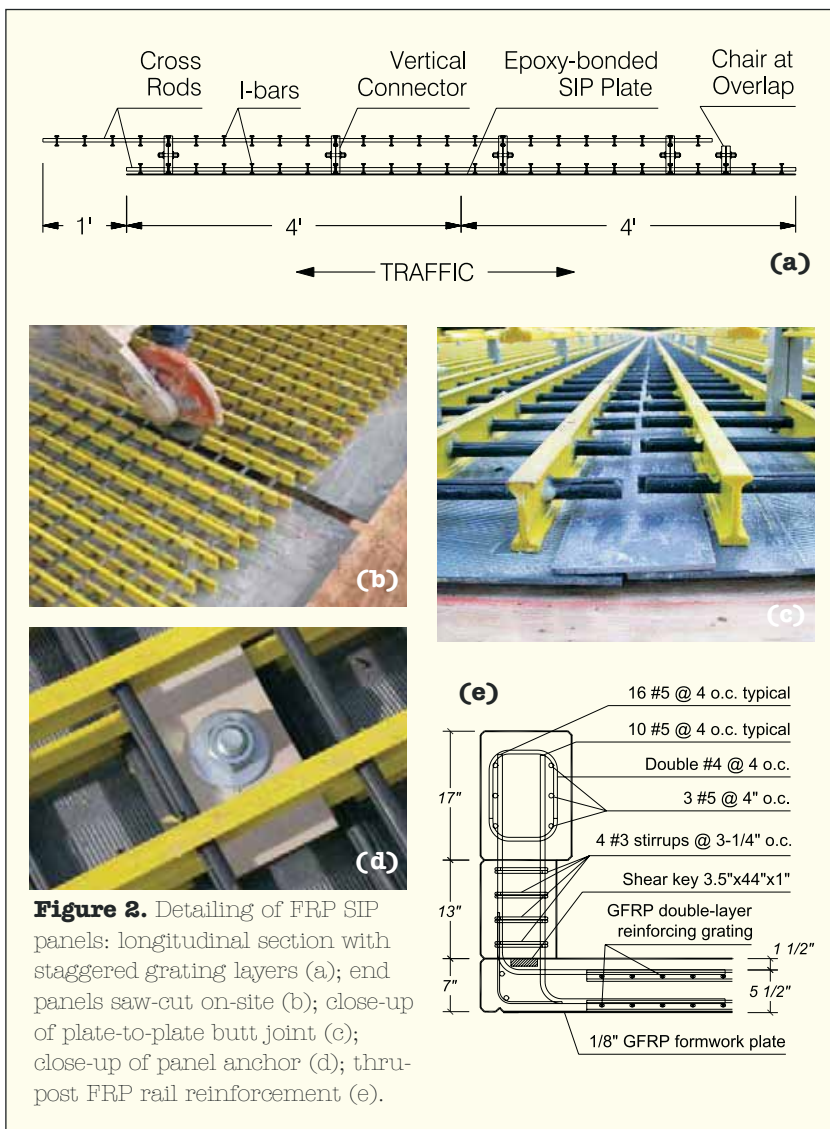 Cross
Rods
I-bars
Vertical
Connector
Epoxy-bonded
SIP Plate
Chair at
Overlap
1'
4'
4'
TRAFFIC
(a)
(b)
(c)
(d)
(e)
16 #5 @ 4 o.c. typical
10 #5 @ 4 o.c. typical
Double #4 @ 4 o.c.
3 #5 @ 4" o.c.
4 #3 stirrups @ 3-1/4" o.c.
Shear key 3.5"x44"x1"
GFRP double-layer
reinforcing grating
1/8" GFRP formwork plate
17"
13"
7"
1 1/2"
5 1/2"
Figure 2. Detailing of FRP SIP
panels: longitudinal section with
staggered grating layers (a); end
panels saw-cut on-site (b); close-up
of plate-to-plate butt joint (c);
close-up of panel anchor (d); thru-
post FRP rail reinforcement (e).